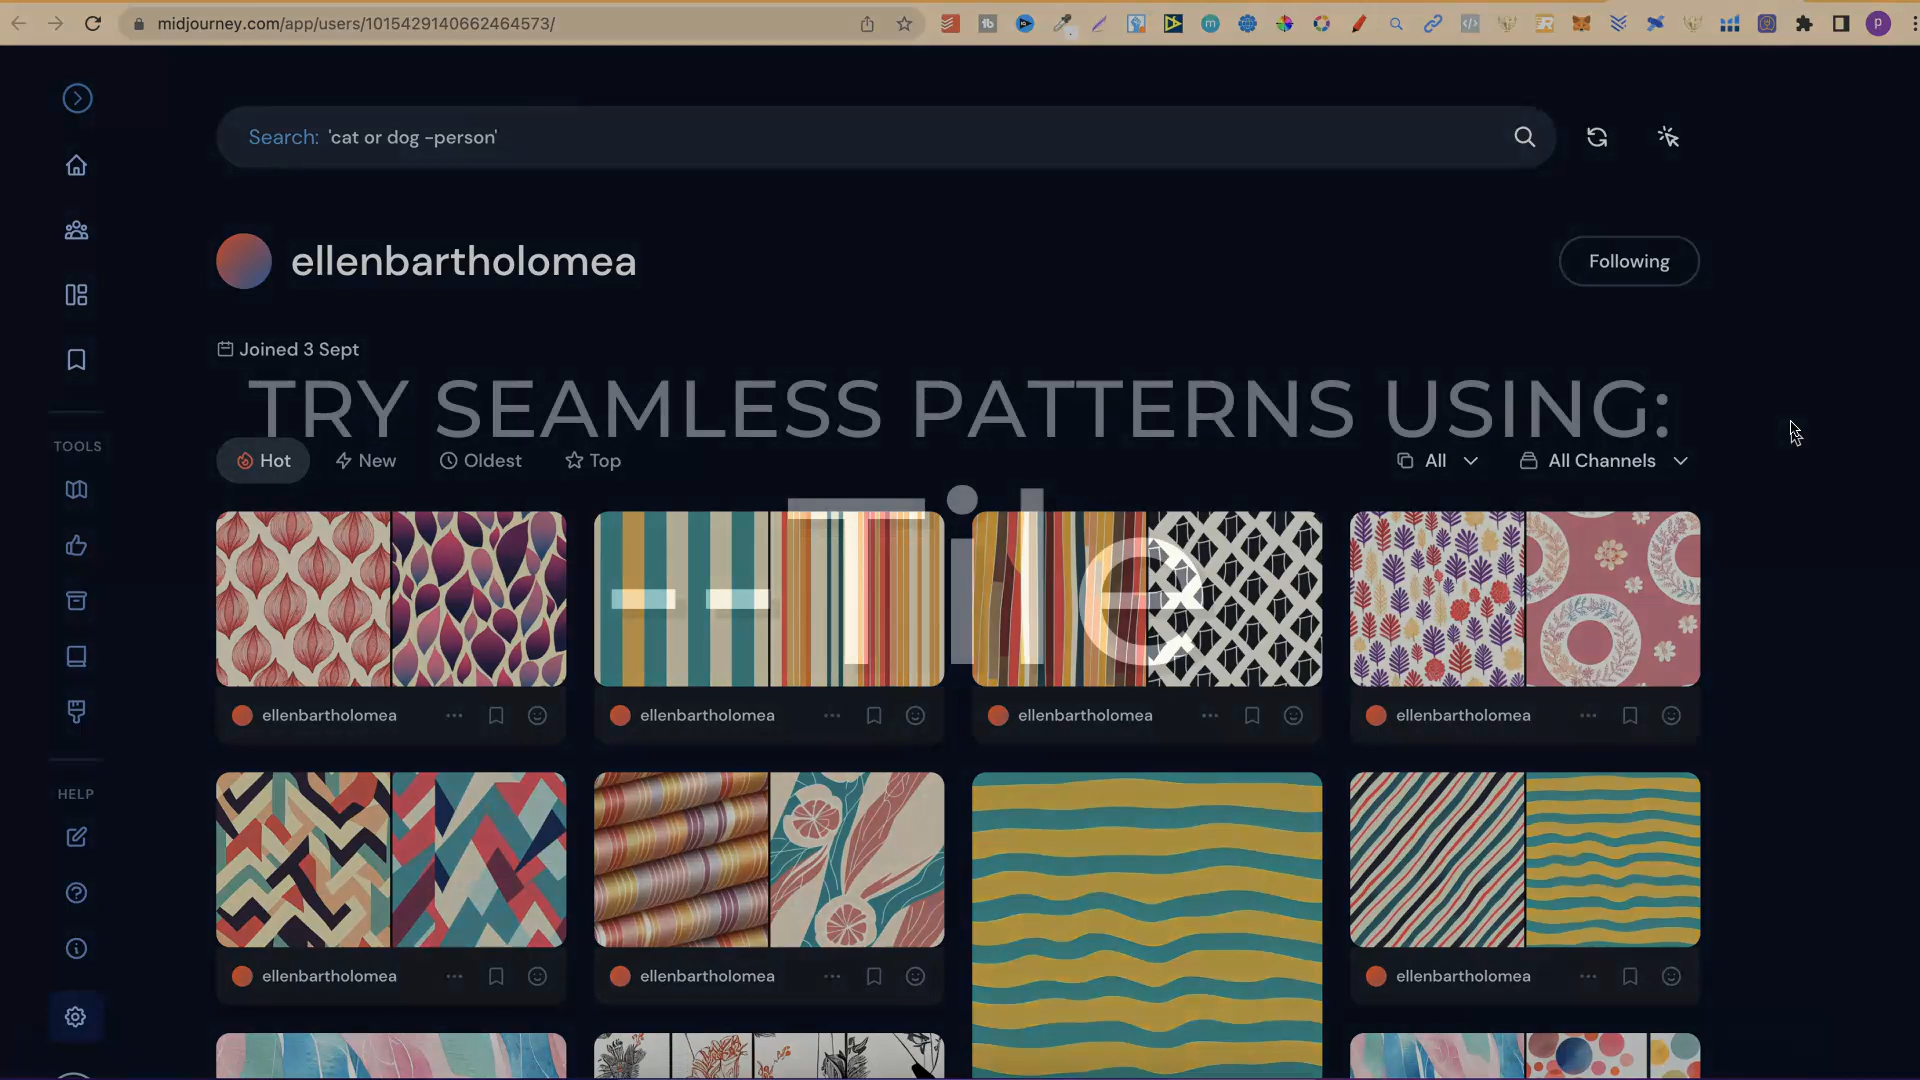 midjourney.com/app/users/1015429140662464573/
Search: 'cat or dog -person'
ellenbartholomea
Following
Joined 3 Sept
TRY SEAMLESS PATTERNS USING:
TOOLS
Hot New Oldest Top All All Channels
--Tile
ellenbartholomea ellenbartholomea ellenbartholomea ellenbartholomea
HELP
ellenbartholomea ellenbartholomea ellenbartholomea